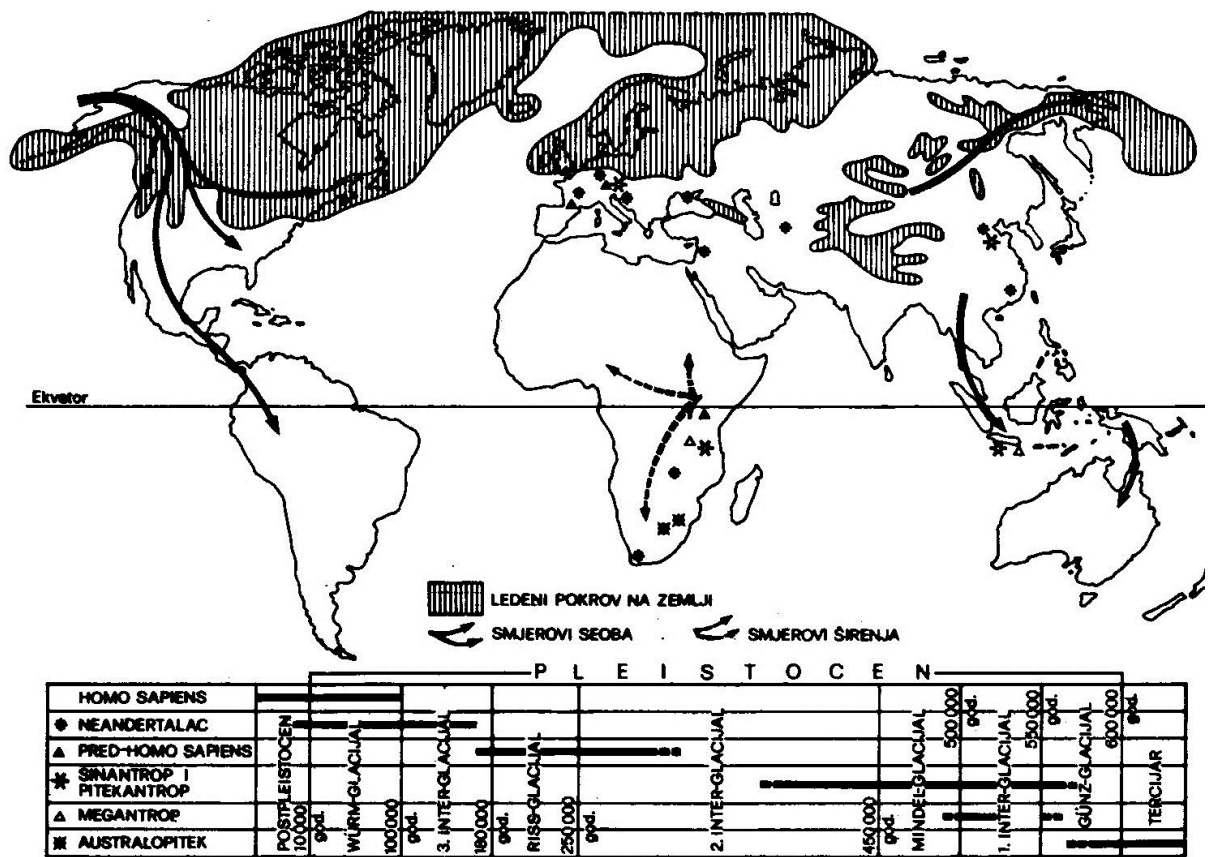 Ekvator
LEDENI POKROV NA ZEMLJI
SMJEROVI SEOBA
SMJEROVI ŠIRENJA
PLEISTOCEN
HOMO SAPIENS
NEANDERTALAC
PRED-HOMO SAPIENS
ŠINANTROP I
PITEKANTROP
MEGANTROP
AUSTRALOPITEK
POSTPLEISTOCEN
10 000
god.
WÜRM-GLACIJAL
100 000
god.
3. INTER-GLACIJAL
180 000
god.
RISS-GLACIJAL
250 000
god.
2. INTER-GLACIJAL
450 000
god.
MINDEL-GLACIJAL
500 000
god.
1. INTER-GLACIJAL
550 000
god.
GÜNZ-GLACIJAL
600 000
god.
TERCIJAR